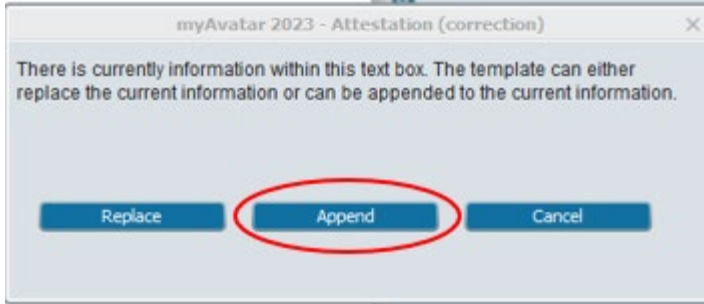 myAvatar 2023 - Attestation (correction)
There is currently information within this text box. The template can either
replace the current information or can be appended to the current information.
Replace Append Cancel